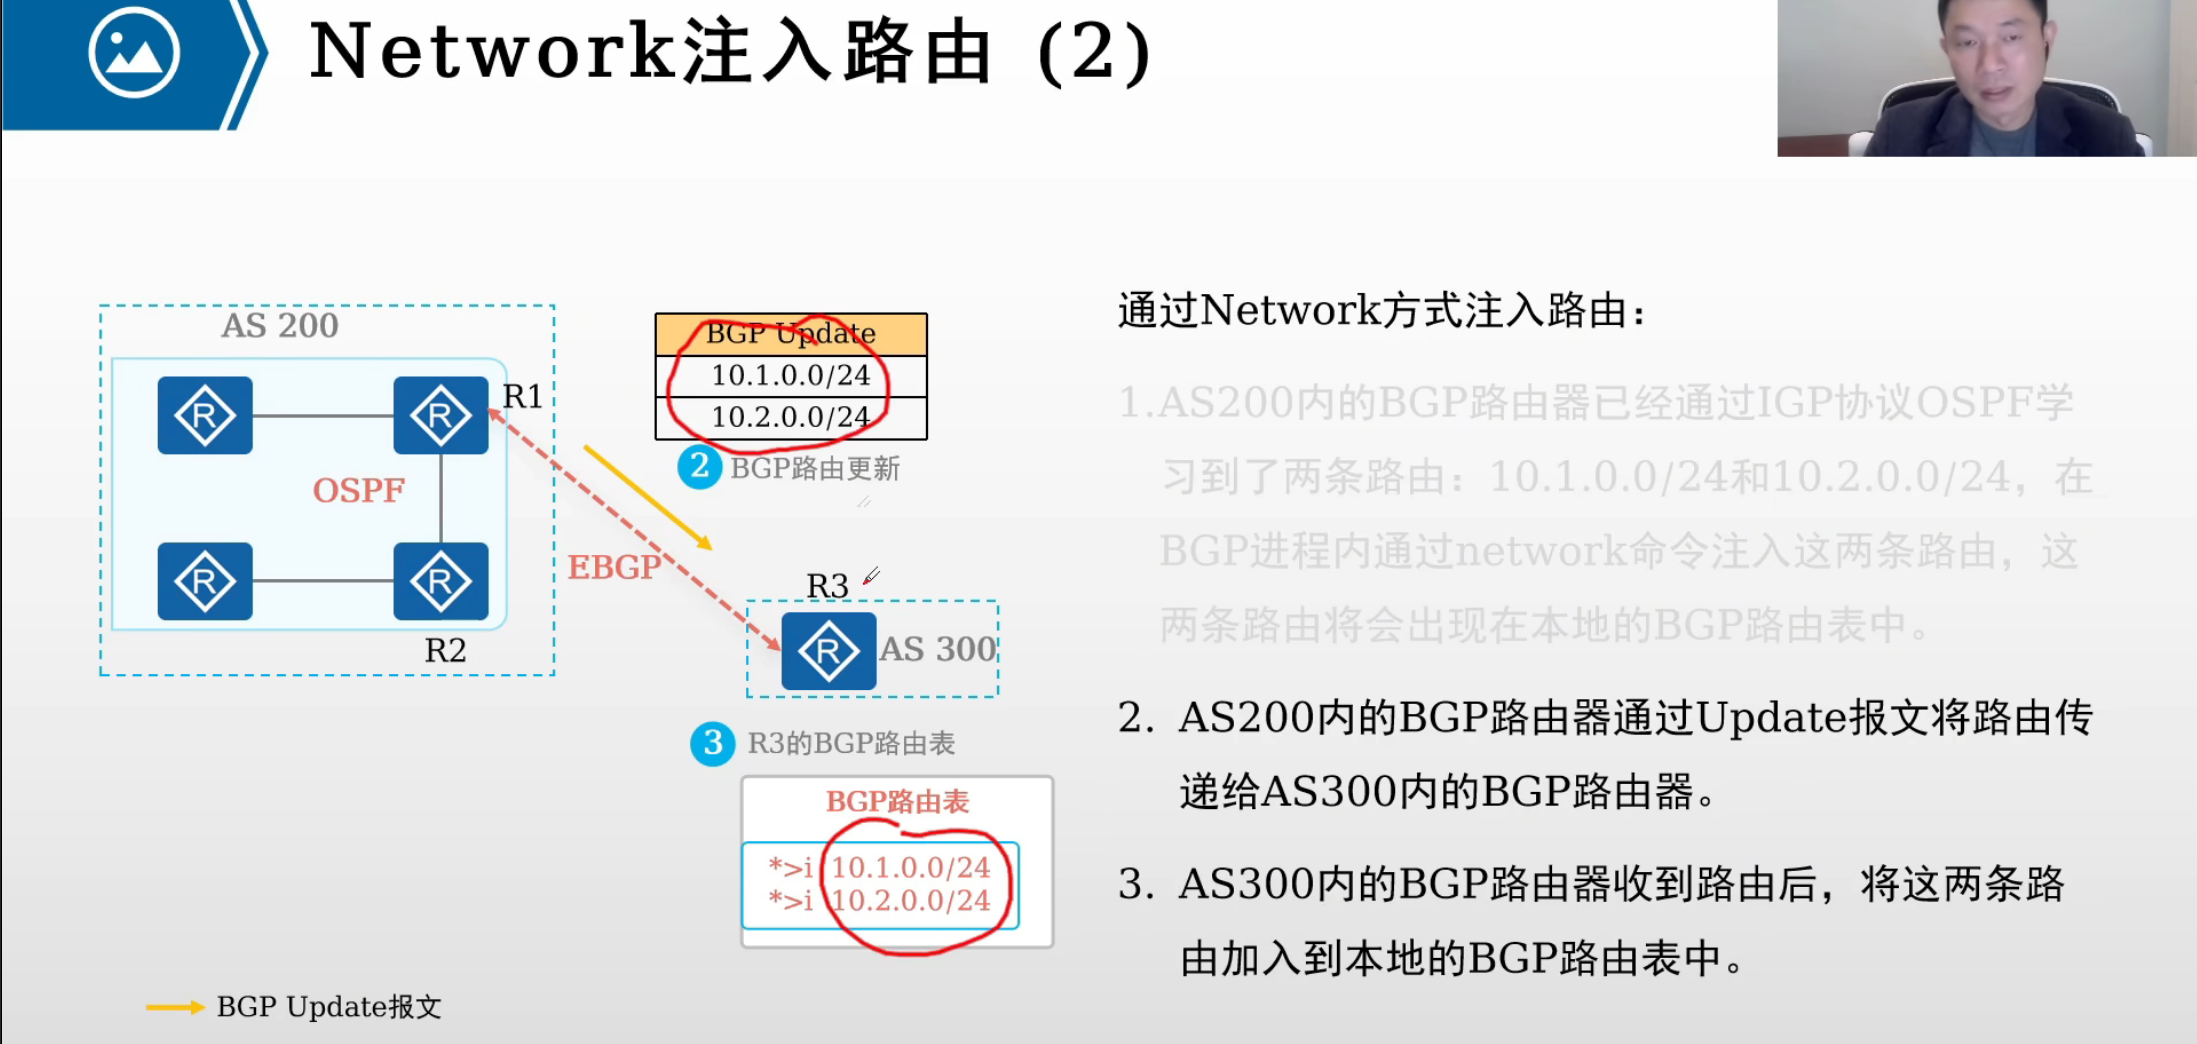 Network注入路由 (2)
AS 200
R1
OSPF
R2
EBGP
BGP Update
10.1.0.0/24
10.2.0.0/24
2 BGP路由更新
R3
AS 300
3 R3的BGP路由表
BGP路由表
*>i 10.1.0.0/24
*>i 10.2.0.0/24
BGP Update报文
通过Network方式注入路由：
1.AS200内的BGP路由器已经通过IGP协议OSPF学
习到了两条路由：10.1.0.0/24和10.2.0.0/24，在
BGP进程内通过network命令注入这两条路由，这
两条路由将会出现在本地的BGP路由表中。
2. AS200内的BGP路由器通过Update报文将路由传
递给AS300内的BGP路由器。
3. AS300内的BGP路由器收到路由后，将这两条路
由加入到本地的BGP路由表中。
R
R
R
R
R